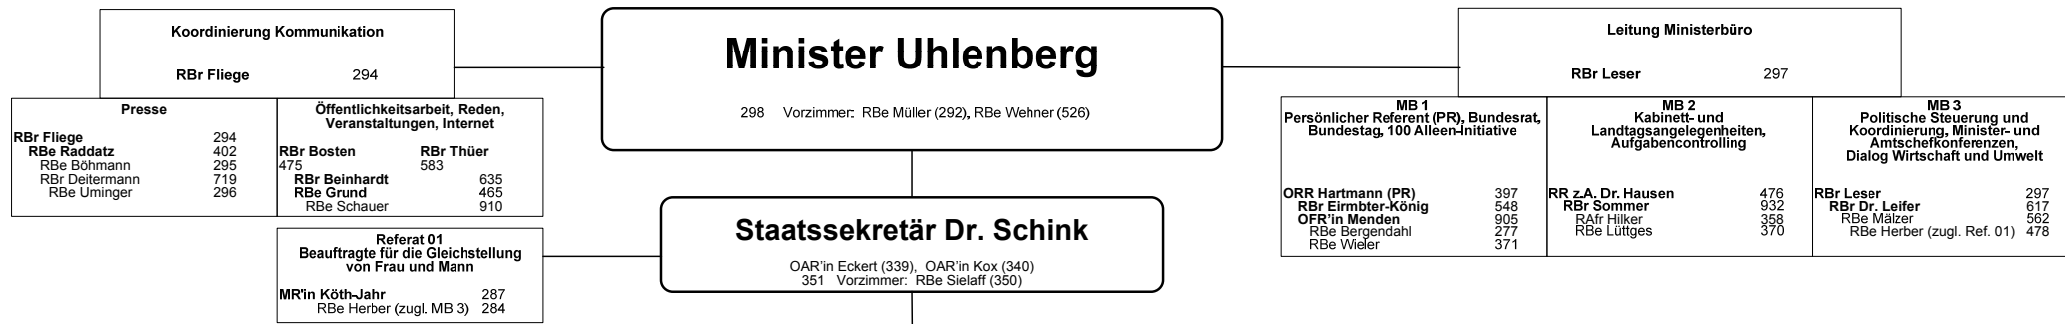 Koordinierung Kommunikation
RBr Fliege 294
Presse
RBr Fliege 294
RBe Raddatz 402
RBe Böhmann 295
RBr Deitermann 719
RBe Uminger 296
Öffentlichkeitsarbeit, Reden,
Veranstaltungen, Internet
RBr Bosten RBr Thüer
475 583
RBr Beinhardt 635
RBe Grund 465
RBe Schauer 910
Minister Uhlenberg
298 Vorzimmer: RBe Müller (292), RBe Wehner (526)
Leitung Ministerbüro
RBr Leser 297
MB 1
Persönlicher Referent (PR), Bundesrat,
Bundestag, 100 Alleen-Initiative
ORR Hartmann (PR) 397
RBr Eirmbter-König 548
OFR'in Menden 905
RBe Bergendahl 277
RBe Wieler 371
MB 2
Kabinett- und
Landtagsangelegenheiten,
Aufgabencontrolling
RR z.A. Dr. Hausen 476
RBr Sommer 932
RAfr Hilker 358
RBe Lüttges 370
MB 3
Politische Steuerung und
Koordinierung, Minister- und
Amtschefkonferenzen,
Dialog Wirtschaft und Umwelt
RBr Leser 297
RBr Dr. Leifer 617
RBe Mälzer 562
RBe Herber (zugl. Ref. 01) 478
Staatssekretär Dr. Schink
OAR'in Eckert (339), OAR'in Kox (340)
351 Vorzimmer: RBe Sielaff (350)
Referat 01
Beauftragte für die Gleichstellung
von Frau und Mann
MR'in Köth-Jahr 287
RBe Herber (zugl. MB 3) 284